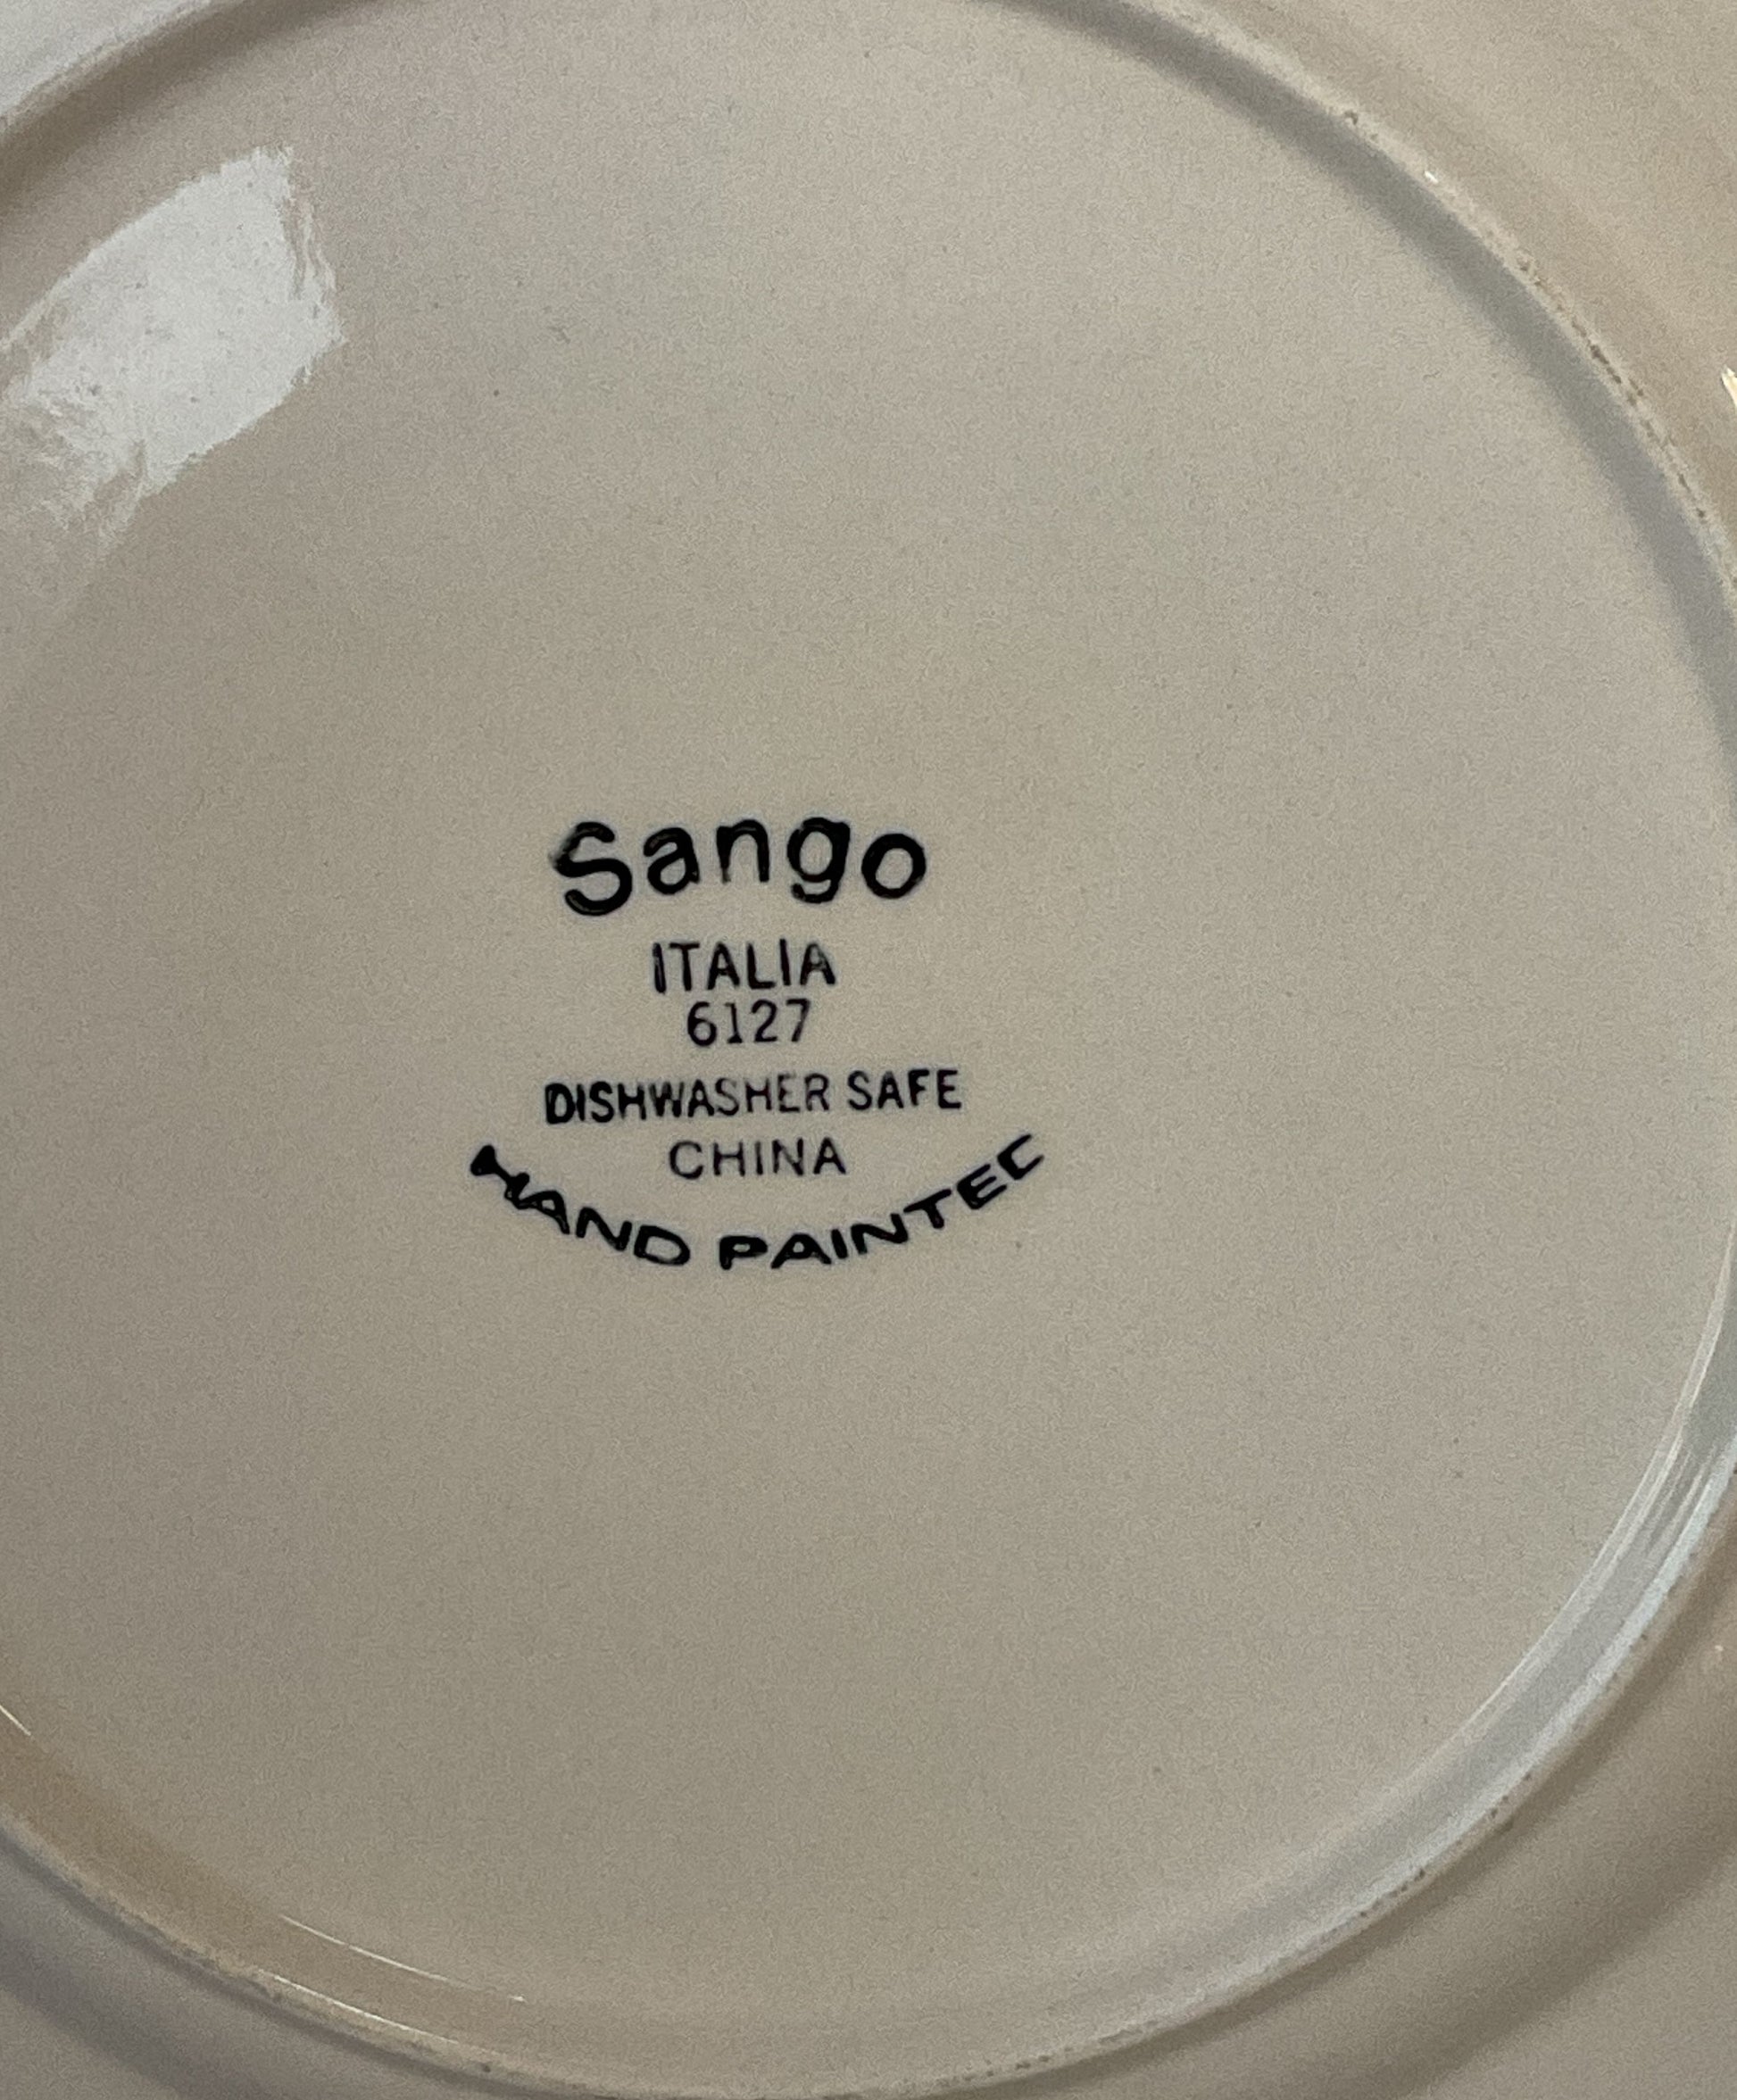 Sango
ITALIA
6127
DISHWASHER SAFE
CHINA
HAND PAINTED